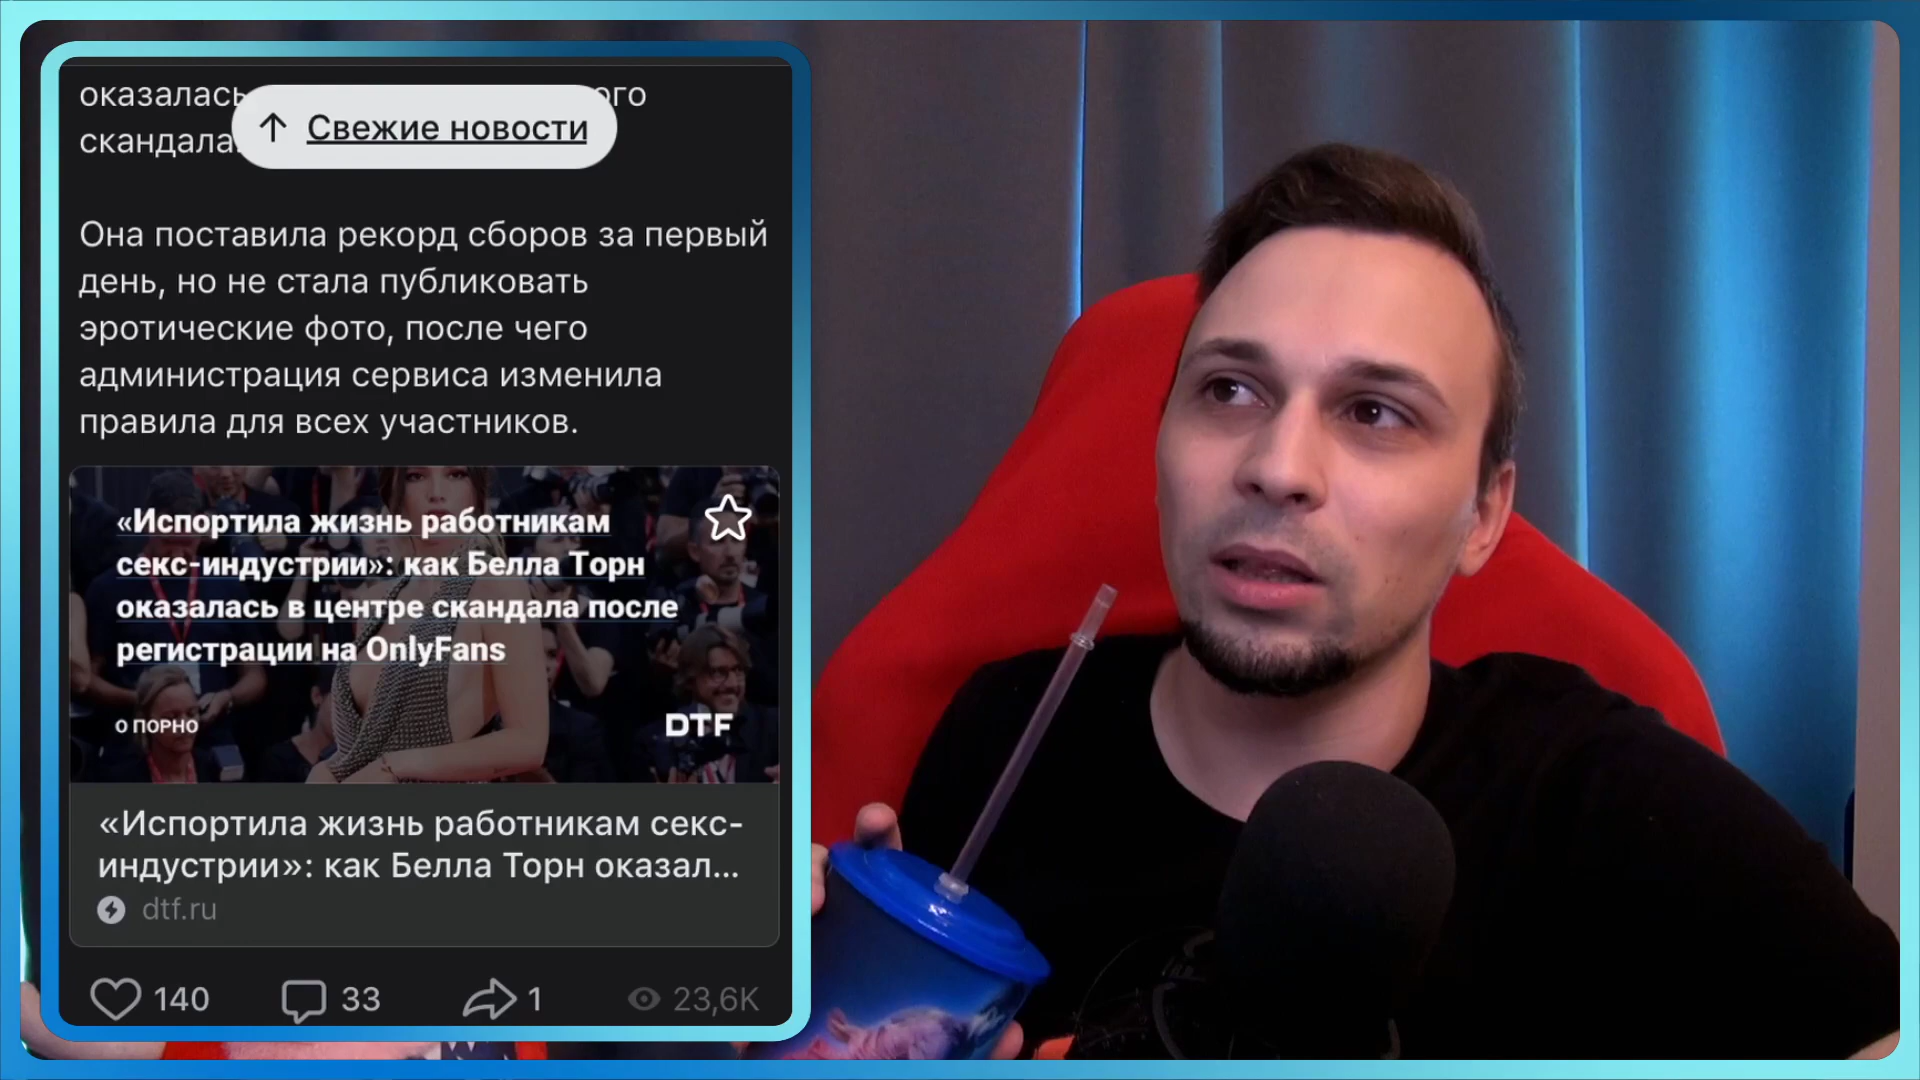 оказалась
ого
скандала.
Свежие новости
Она поставила рекорд сборов за первый
день, но не стала публиковать
эротические фото, после чего
администрация сервиса изменила
правила для всех участников.
«Испортила жизнь работникам
секс-индустрии»: как Белла Торн
оказалась в центре скандала после
регистрации на OnlyFans
О ПОРНО
DTF
«Испортила жизнь работникам секс-
индустрии»: как Белла Торн оказал...
dtf.ru
140
33
1
23,6K